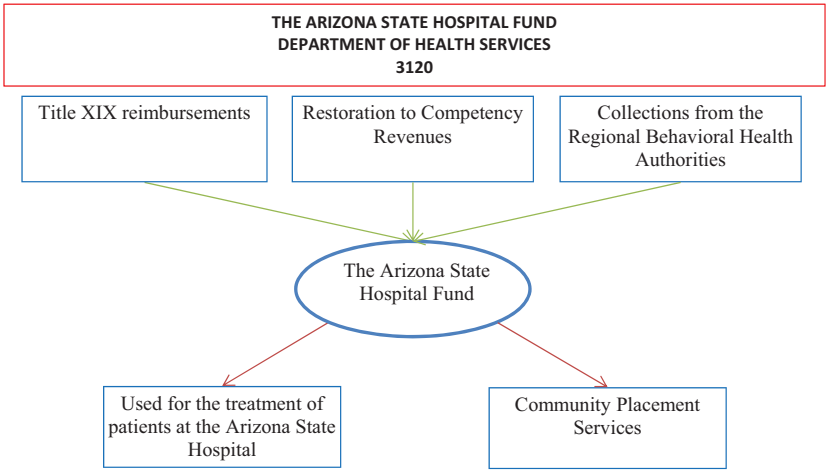 THE ARIZONA STATE HOSPITAL FUND
DEPARTMENT OF HEALTH SERVICES
3120
Title XIX reimbursements
Restoration to Competency
Revenues
Collections from the
Regional Behavioral Health
Authorities
The Arizona State
Hospital Fund
Used for the treatment of
patients at the Arizona State
Hospital
Community Placement
Services